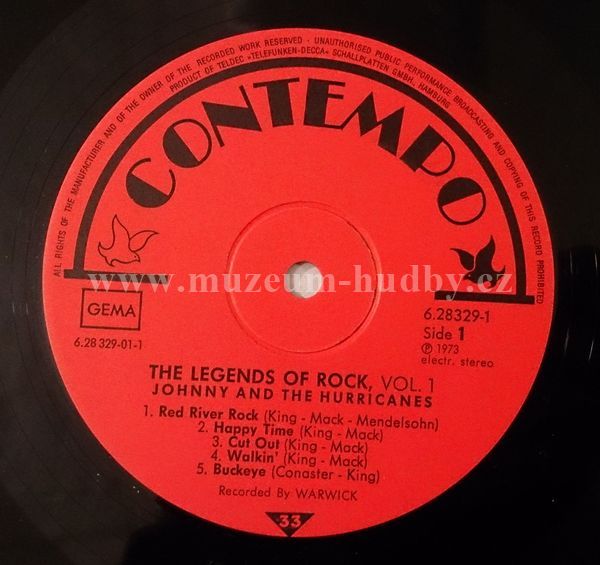 ALL RIGHTS OF THE MANUFACTURER AND OF THE OWNER OF THE RECORDED WORK RESERVED · UNAUTHORISED PUBLIC PERFORMANCE BROADCASTING AND COPYING OF THIS RECORD PROHIBITED
PRODUCT OF TELDEC »TELEFUNKEN-DECCA« SCHALLPLATTEN GMBH, HAMBURG
CONTEMPO
www.muzeum-hudby.cz
GEMA
6.28 329-01-1
6.28329-1
Side 1
℗ 1973
electr. stereo
THE LEGENDS OF ROCK, VOL. 1
JOHNNY AND THE HURRICANES
1. Red River Rock (King - Mack - Mendelsohn)
2. Happy Time (King - Mack)
3. Cut Out (King - Mack)
4. Walkin' (King - Mack)
5. Buckeye (Conaster - King)
Recorded By WARWICK
33